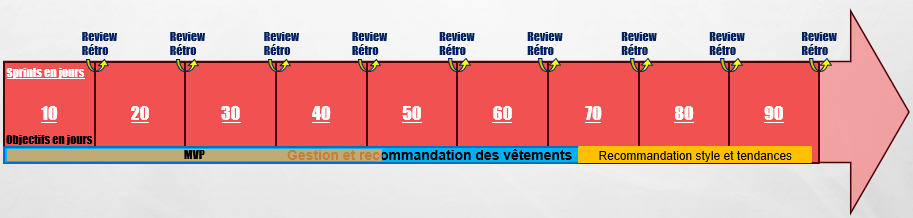 Review Review Review Review Review Review Review Review Review
Rétro Rétro Rétro Rétro Rétro Rétro Rétro Rétro Rétro
Sprints en jours
10 20 30 40 50 60 70 80 90
Objectifs en jours
MVP Gestion et recommandation des vêtements Recommandation style et tendances